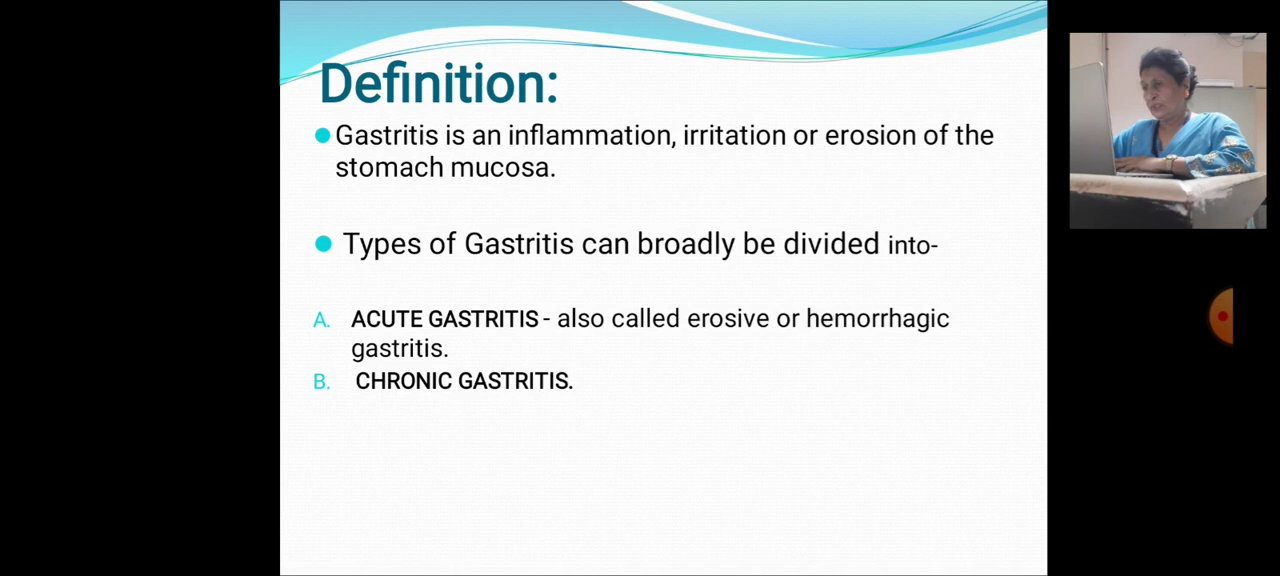 Definition:
Gastritis is an inflammation, irritation or erosion of the
stomach mucosa.
Types of Gastritis can broadly be divided into-
A. ACUTE GASTRITIS - also called erosive or hemorrhagic
gastritis.
B. CHRONIC GASTRITIS.